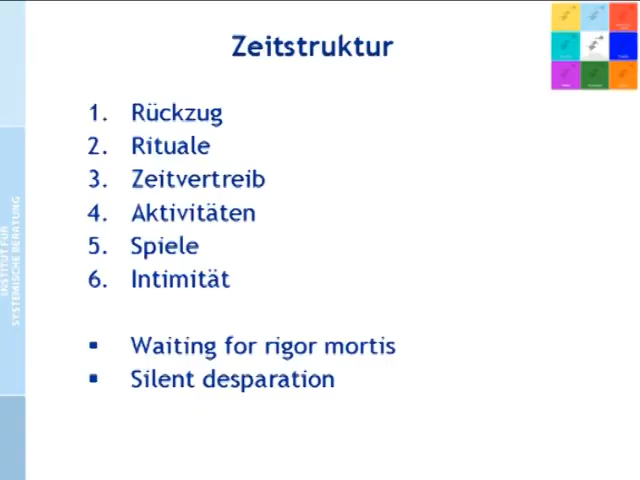 Zeitstruktur
1. Rückzug
2. Rituale
3. Zeitvertreib
4. Aktivitäten
5. Spiele
6. Intimität
▪ Waiting for rigor mortis
▪ Silent desparation
INSTITUT FÜR
SYSTEMISCHE BERATUNG